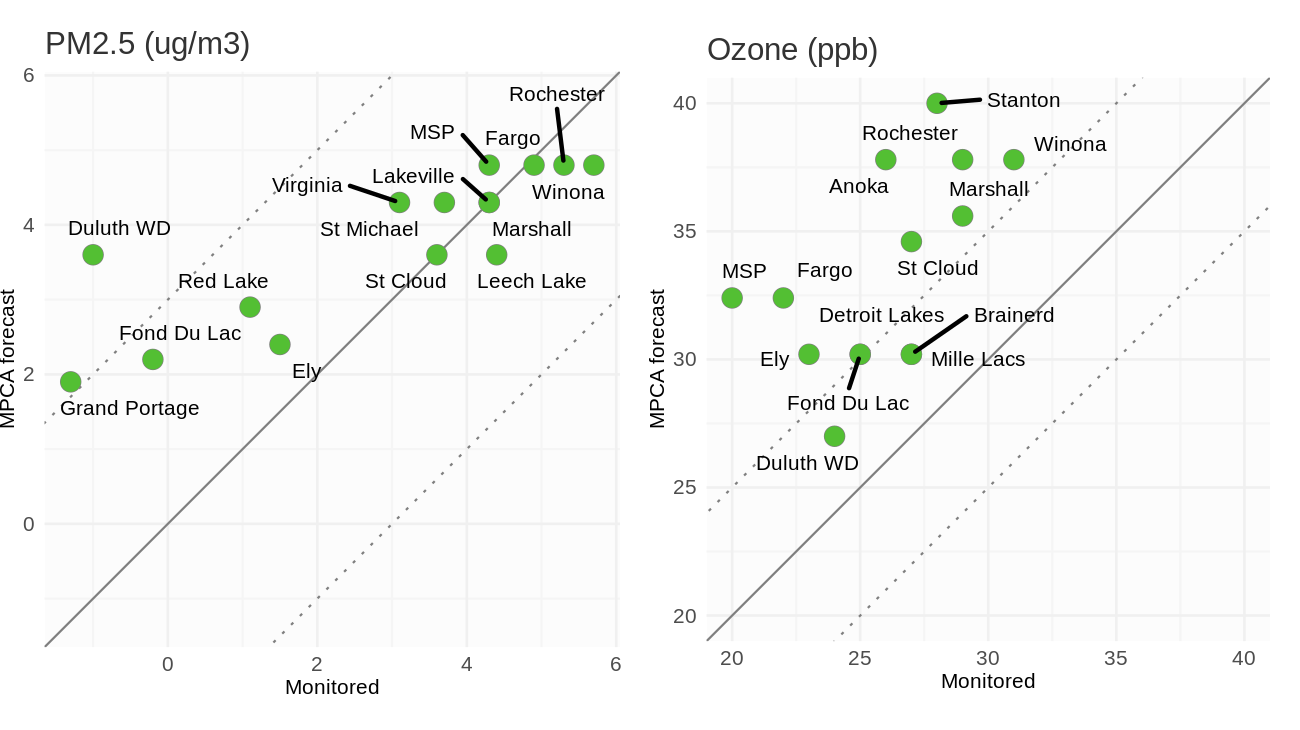 PM2.5 (ug/m3)
6
Rochester
MSP
Fargo
Lakeville
Virginia
Winona
4
Duluth WD
St Michael
Marshall
Red Lake
St Cloud
Leech Lake
Fond Du Lac
Ely
2
Grand Portage
0
MPCA forecast
0
2
4
6
Monitored
Ozone (ppb)
40
Stanton
Rochester
Winona
Anoka
Marshall
35
St Cloud
MSP
Fargo
Detroit Lakes
Brainerd
30
Ely
Mille Lacs
Fond Du Lac
Duluth WD
25
20
MPCA forecast
20
25
30
35
40
Monitored